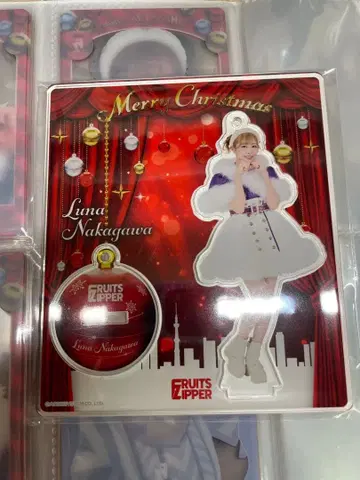 Merry Christmas
Luna
Nakagawa
FRUITS
ZIPPER
Luna Nakagawa
FRUITS
ZIPPER